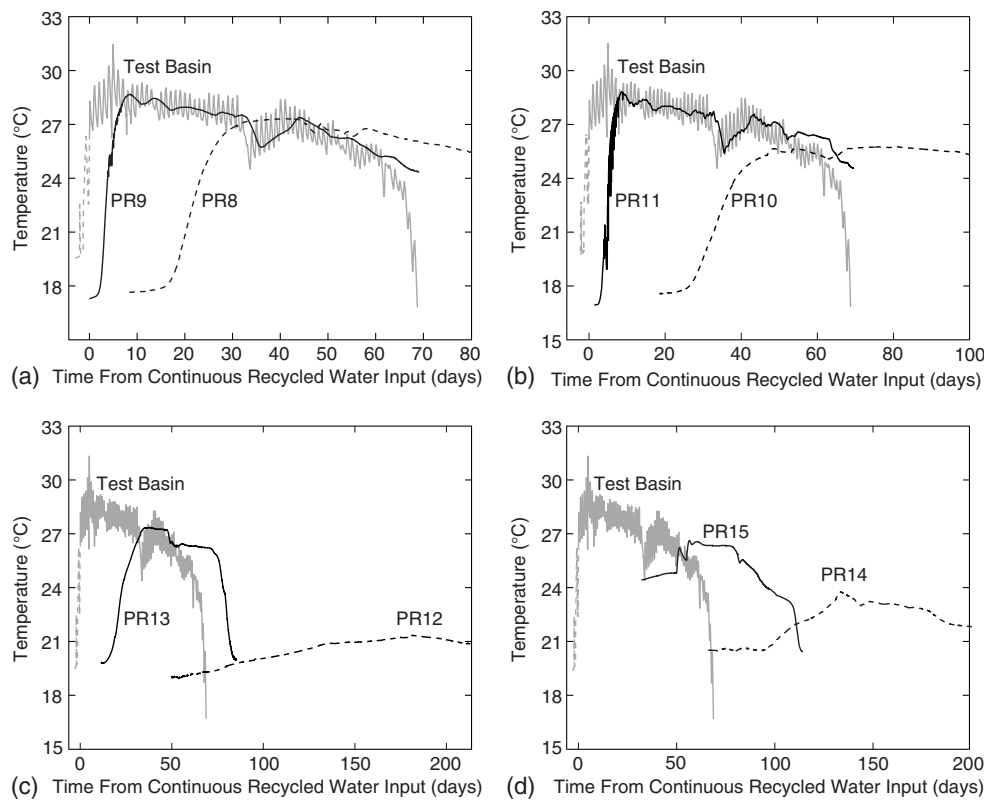 33
30
27
24
21
18
Temperature (°C)
Test Basin
PR9
PR8
0 10 20 30 40 50 60 70 80
(a) Time From Continuous Recycled Water Input (days)
33
30
27
24
21
18
15
Temperature (°C)
Test Basin
PR11
PR10
0 20 40 60 80 100
(b) Time From Continuous Recycled Water Input (days)
33
30
27
24
21
18
15
Temperature (°C)
Test Basin
PR13
PR12
0 50 100 150 200
(c) Time From Continuous Recycled Water Input (days)
33
30
27
24
21
18
15
Temperature (°C)
Test Basin
PR15
PR14
0 50 100 150 200
(d) Time From Continuous Recycled Water Input (days)